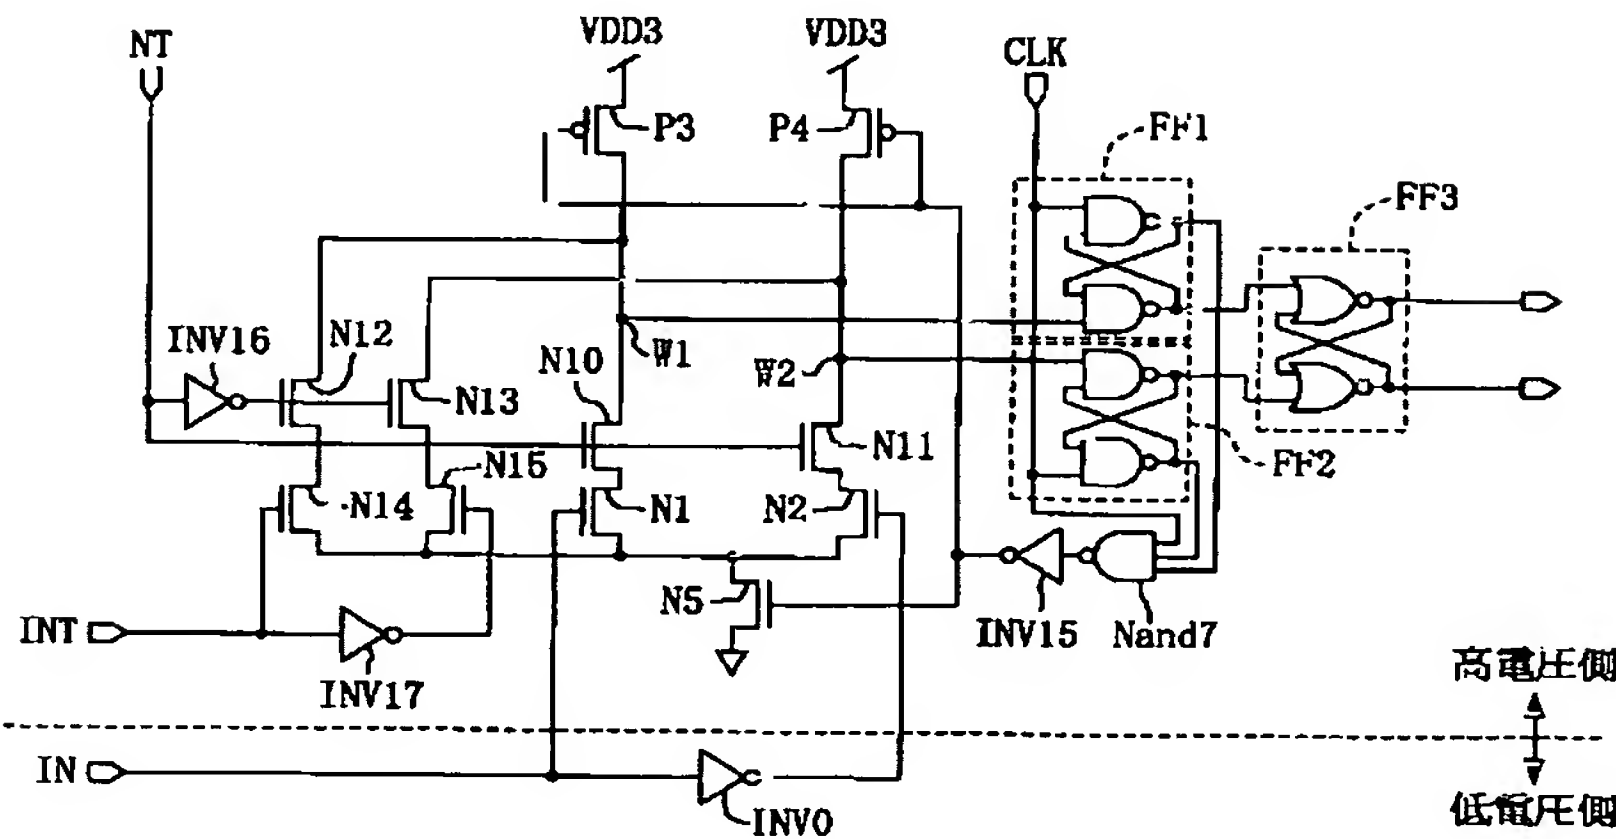 NT
VDD3
VDD3
CLK
P3
P4
FF1
FF3
INV16
N12
N13
N10
W1
W2
N11
N15
N14
N1
N2
FF2
N5
INV15
Nand7
INT
INV17
高電圧側
IN
INV0
低電圧側